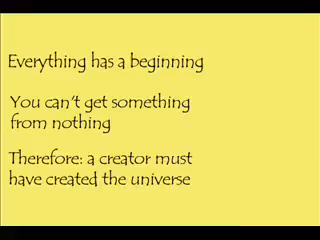 Everything has a beginning
You can't get something
from nothing
Therefore: a creator must
have created the universe